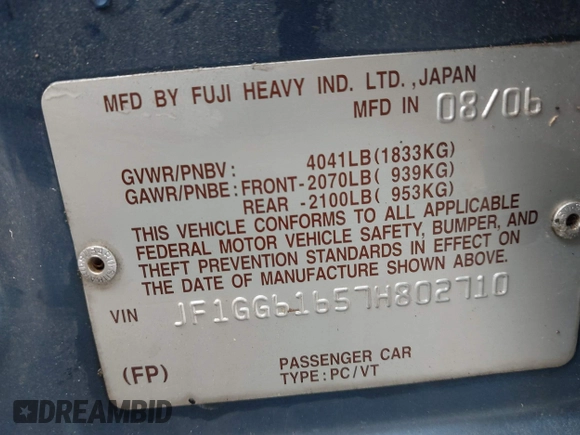 MFD BY FUJI HEAVY IND. LTD., JAPAN
MFD IN 08/06
GVWR/PNBV: 4041LB(1833KG)
GAWR/PNBE: FRONT-2070LB( 939KG)
REAR -2100LB( 953KG)
THIS VEHICLE CONFORMS TO ALL APPLICABLE
FEDERAL MOTOR VEHICLE SAFETY, BUMPER, AND
THEFT PREVENTION STANDARDS IN EFFECT ON
THE DATE OF MANUFACTURE SHOWN ABOVE.
VIN JF1GG61657H802710
(FP) PASSENGER CAR
TYPE: PC/VT
DREAMBID